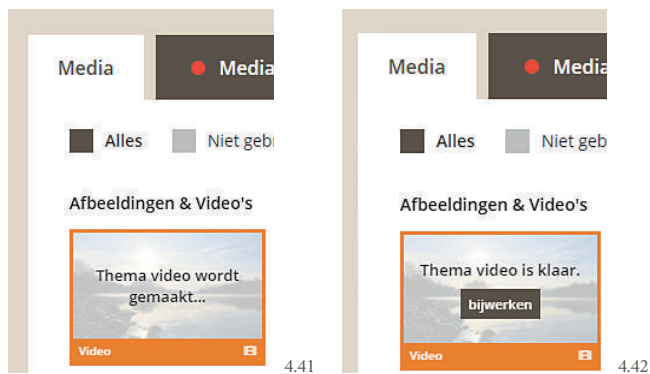 Media
Media
Alles
Niet geb
Afbeeldingen & Video's
Thema video wordt
gemaakt...
Video
4.41
Media
Media
Alles
Niet geb
Afbeeldingen & Video's
Thema video is klaar.
bijwerken
Video
4.42